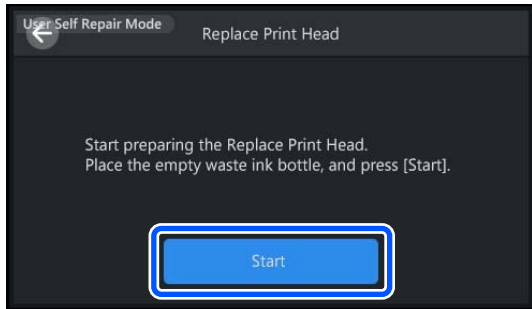 User Self Repair Mode
Replace Print Head
Start preparing the Replace Print Head.
Place the empty waste ink bottle, and press [Start].
Start